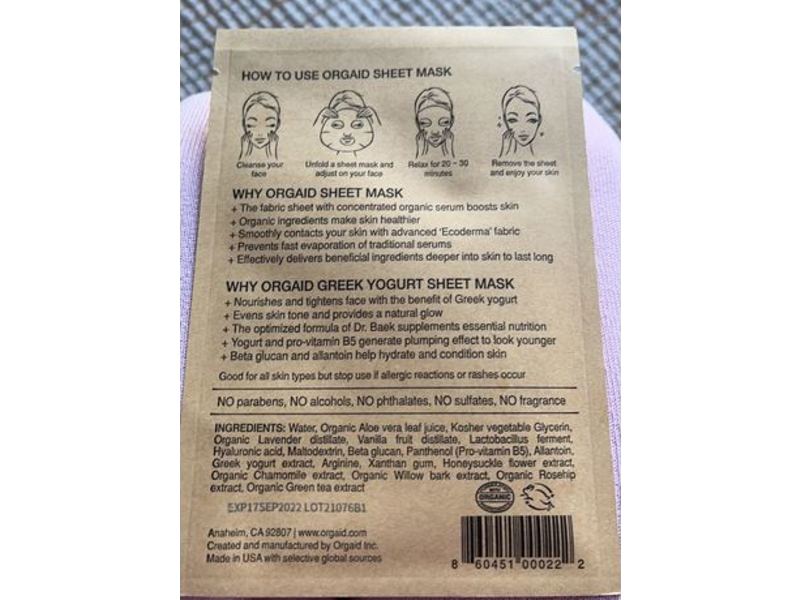 HOW TO USE ORGAID SHEET MASK
Cleanse your face
Unfold a sheet mask and adjust on your face
Relax for 20 ~ 30 minutes
Remove the sheet and enjoy your skin
WHY ORGAID SHEET MASK
+ The fabric sheet with concentrated organic serum boosts skin
+ Organic ingredients make skin healthier
+ Smoothly contacts your skin with advanced 'Ecoderma' fabric
+ Prevents fast evaporation of traditional serums
+ Effectively delivers beneficial ingredients deeper into skin to last long
WHY ORGAID GREEK YOGURT SHEET MASK
+ Nourishes and tightens face with the benefit of Greek yogurt
+ Evens skin tone and provides a natural glow
+ The optimized formula of Dr. Baek supplements essential nutrition
+ Yogurt and pro-vitamin B5 generate plumping effect to look younger
+ Beta glucan and allantoin help hydrate and condition skin
Good for all skin types but stop use if allergic reactions or rashes occur
NO parabens, NO alcohols, NO phthalates, NO sulfates, NO fragrance
INGREDIENTS: Water, Organic Aloe vera leaf juice, Kosher vegetable Glycerin,
Organic Lavender distillate, Vanilla fruit distillate, Lactobacillus ferment,
Hyaluronic acid, Maltodextrin, Beta glucan, Panthenol (Pro-vitamin B5), Allantoin,
Greek yogurt extract, Arginine, Xanthan gum, Honeysuckle flower extract,
Organic Chamomile extract, Organic Willow bark extract, Organic Rosehip
extract, Organic Green tea extract
ORGANIC
EXP17SEP2022 LOT21076B1
Anaheim, CA 92807 | www.orgaid.com
Created and manufactured by Orgaid Inc.
Made in USA with selective global sources
8 60451 00022 2